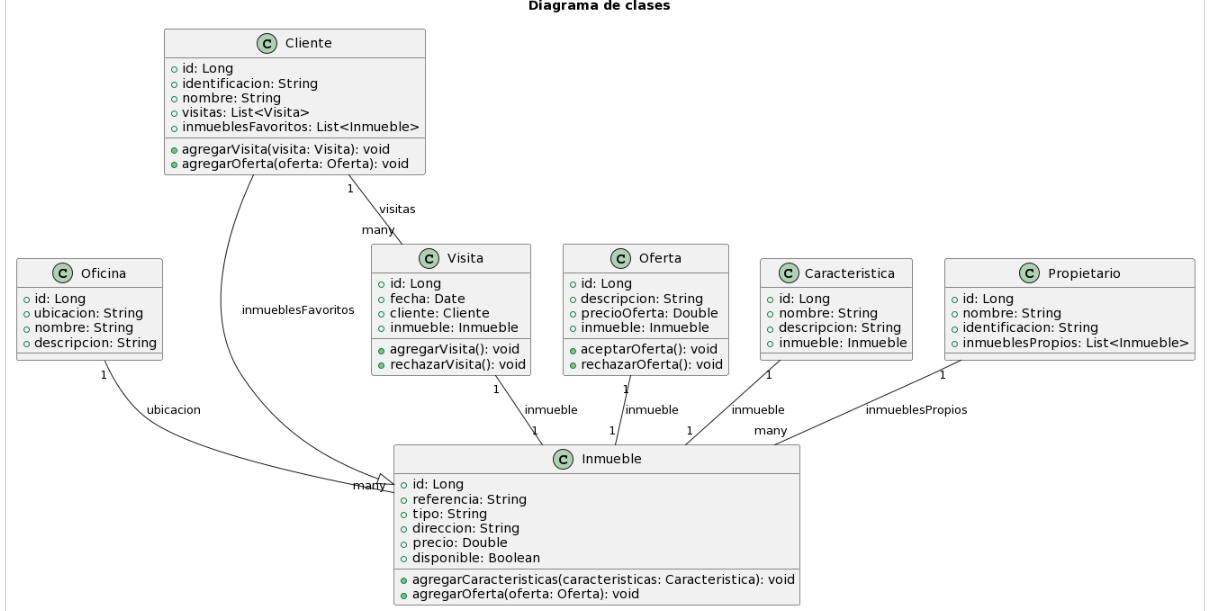 Diagrama de clases
C Cliente
id: Long
identificacion: String
nombre: String
visitas: List<Visita>
inmueblesFavoritos: List<Inmueble>
agregarVisita(visita: Visita): void
agregarOferta(oferta: Oferta): void
1
visitas
many
inmueblesFavoritos
C Oficina
id: Long
ubicacion: String
nombre: String
descripcion: String
1
ubicacion
many
C Visita
id: Long
fecha: Date
cliente: Cliente
inmueble: Inmueble
agregarVisita(): void
rechazarVisita(): void
1
inmueble
1
C Oferta
id: Long
descripcion: String
precioOferta: Double
inmueble: Inmueble
aceptarOferta(): void
rechazarOferta(): void
1
inmueble
1
C Caracteristica
id: Long
nombre: String
descripcion: String
inmueble: Inmueble
1
inmueble
1
C Propietario
id: Long
nombre: String
identificacion: String
inmueblesPropios: List<Inmueble>
1
inmueblesPropios
many
C Inmueble
id: Long
referencia: String
tipo: String
direccion: String
precio: Double
disponible: Boolean
agregarCaracteristicas(caracteristicas: Caracteristica): void
agregarOferta(oferta: Oferta): void